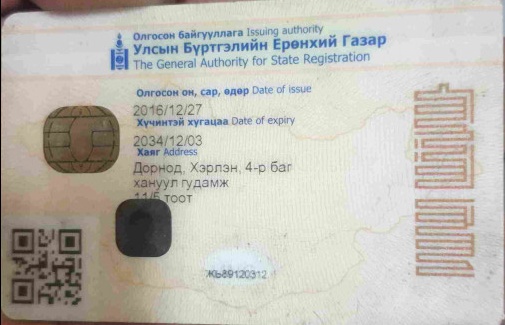 Олгосон байгууллага Issuing authority
Улсын Бүртгэлийн Ерөнхий Газар
The General Authority for State Registration
Олгосон он, сар, өдөр Date of issue
2016/12/27
Хүчинтэй хугацаа Date of expiry
2034/12/03
Хаяг Address
Дорнод, Хэрлэн, 4-р баг
хануул гудамж
11/5 тоот
ЖЫ89120312